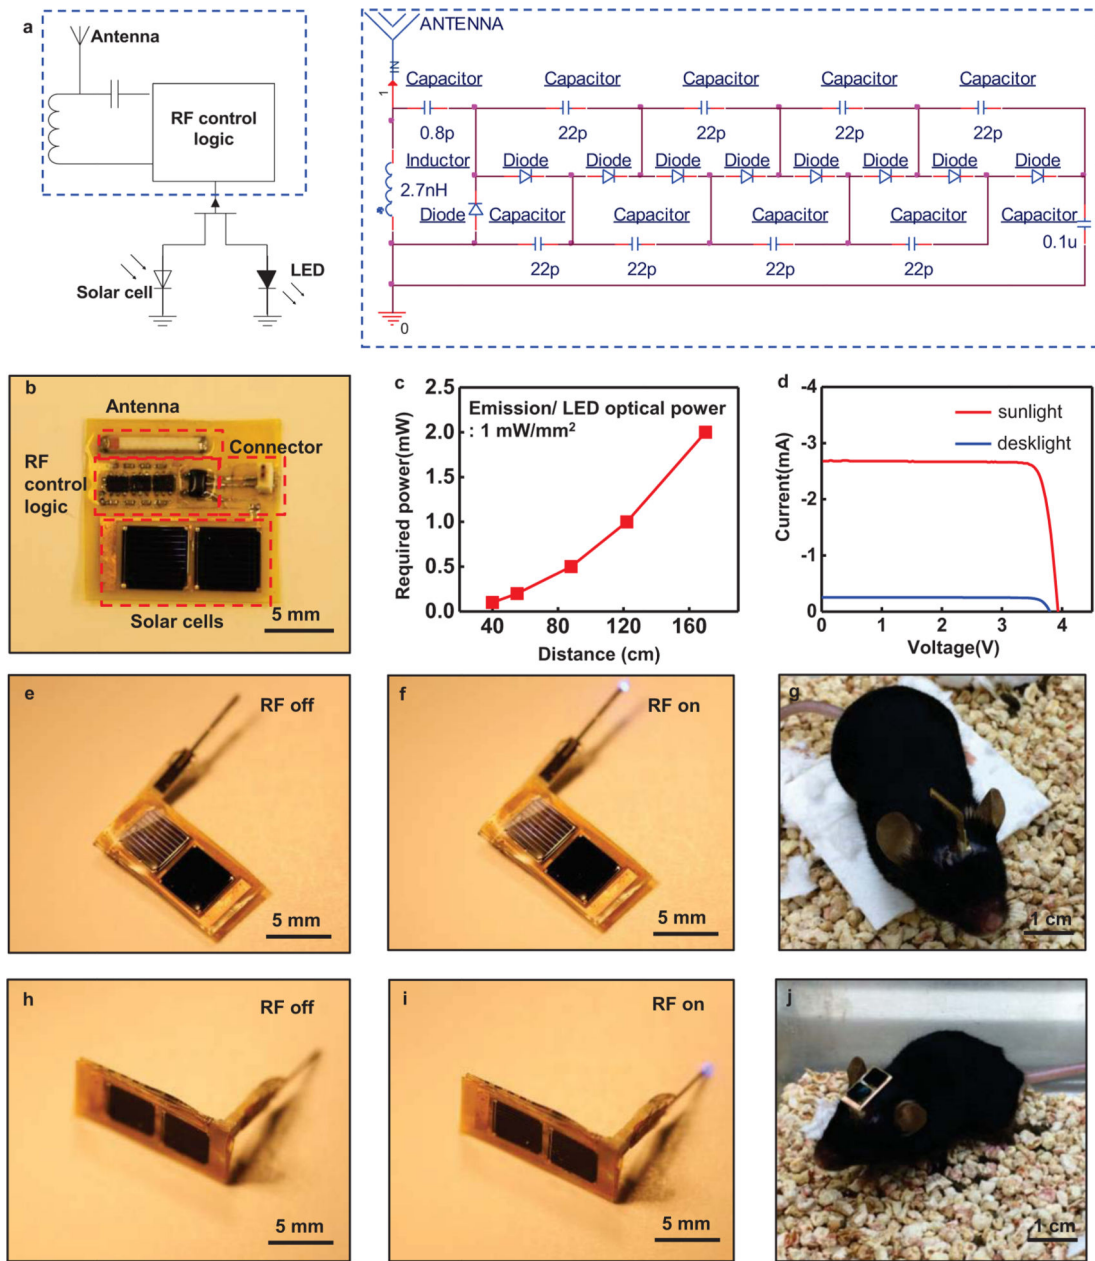 a
Antenna
RF control
logic
Solar cell
LED
ANTENNA
IN
1
Capacitor
Capacitor
Capacitor
Capacitor
Capacitor
0.8p
22p
22p
22p
22p
Inductor
Diode
Diode
Diode
Diode
Diode
Diode
Diode
Diode
2.7nH
Diode
Capacitor
Capacitor
Capacitor
Capacitor
Capacitor
0.1u
22p
22p
22p
22p
0
b
Antenna
Connector
RF
control
logic
Solar cells
5 mm
c
Emission/ LED optical power
: 1 mW/mm²
Required power(mW)
2.5
2.0
1.5
1.0
0.5
0.0
40
80
120
160
Distance (cm)
d
sunlight
desklight
Current(mA)
-4
-3
-2
-1
0
0
1
2
3
4
Voltage(V)
e
RF off
5 mm
f
RF on
5 mm
g
1 cm
h
RF off
5 mm
i
RF on
5 mm
j
1 cm